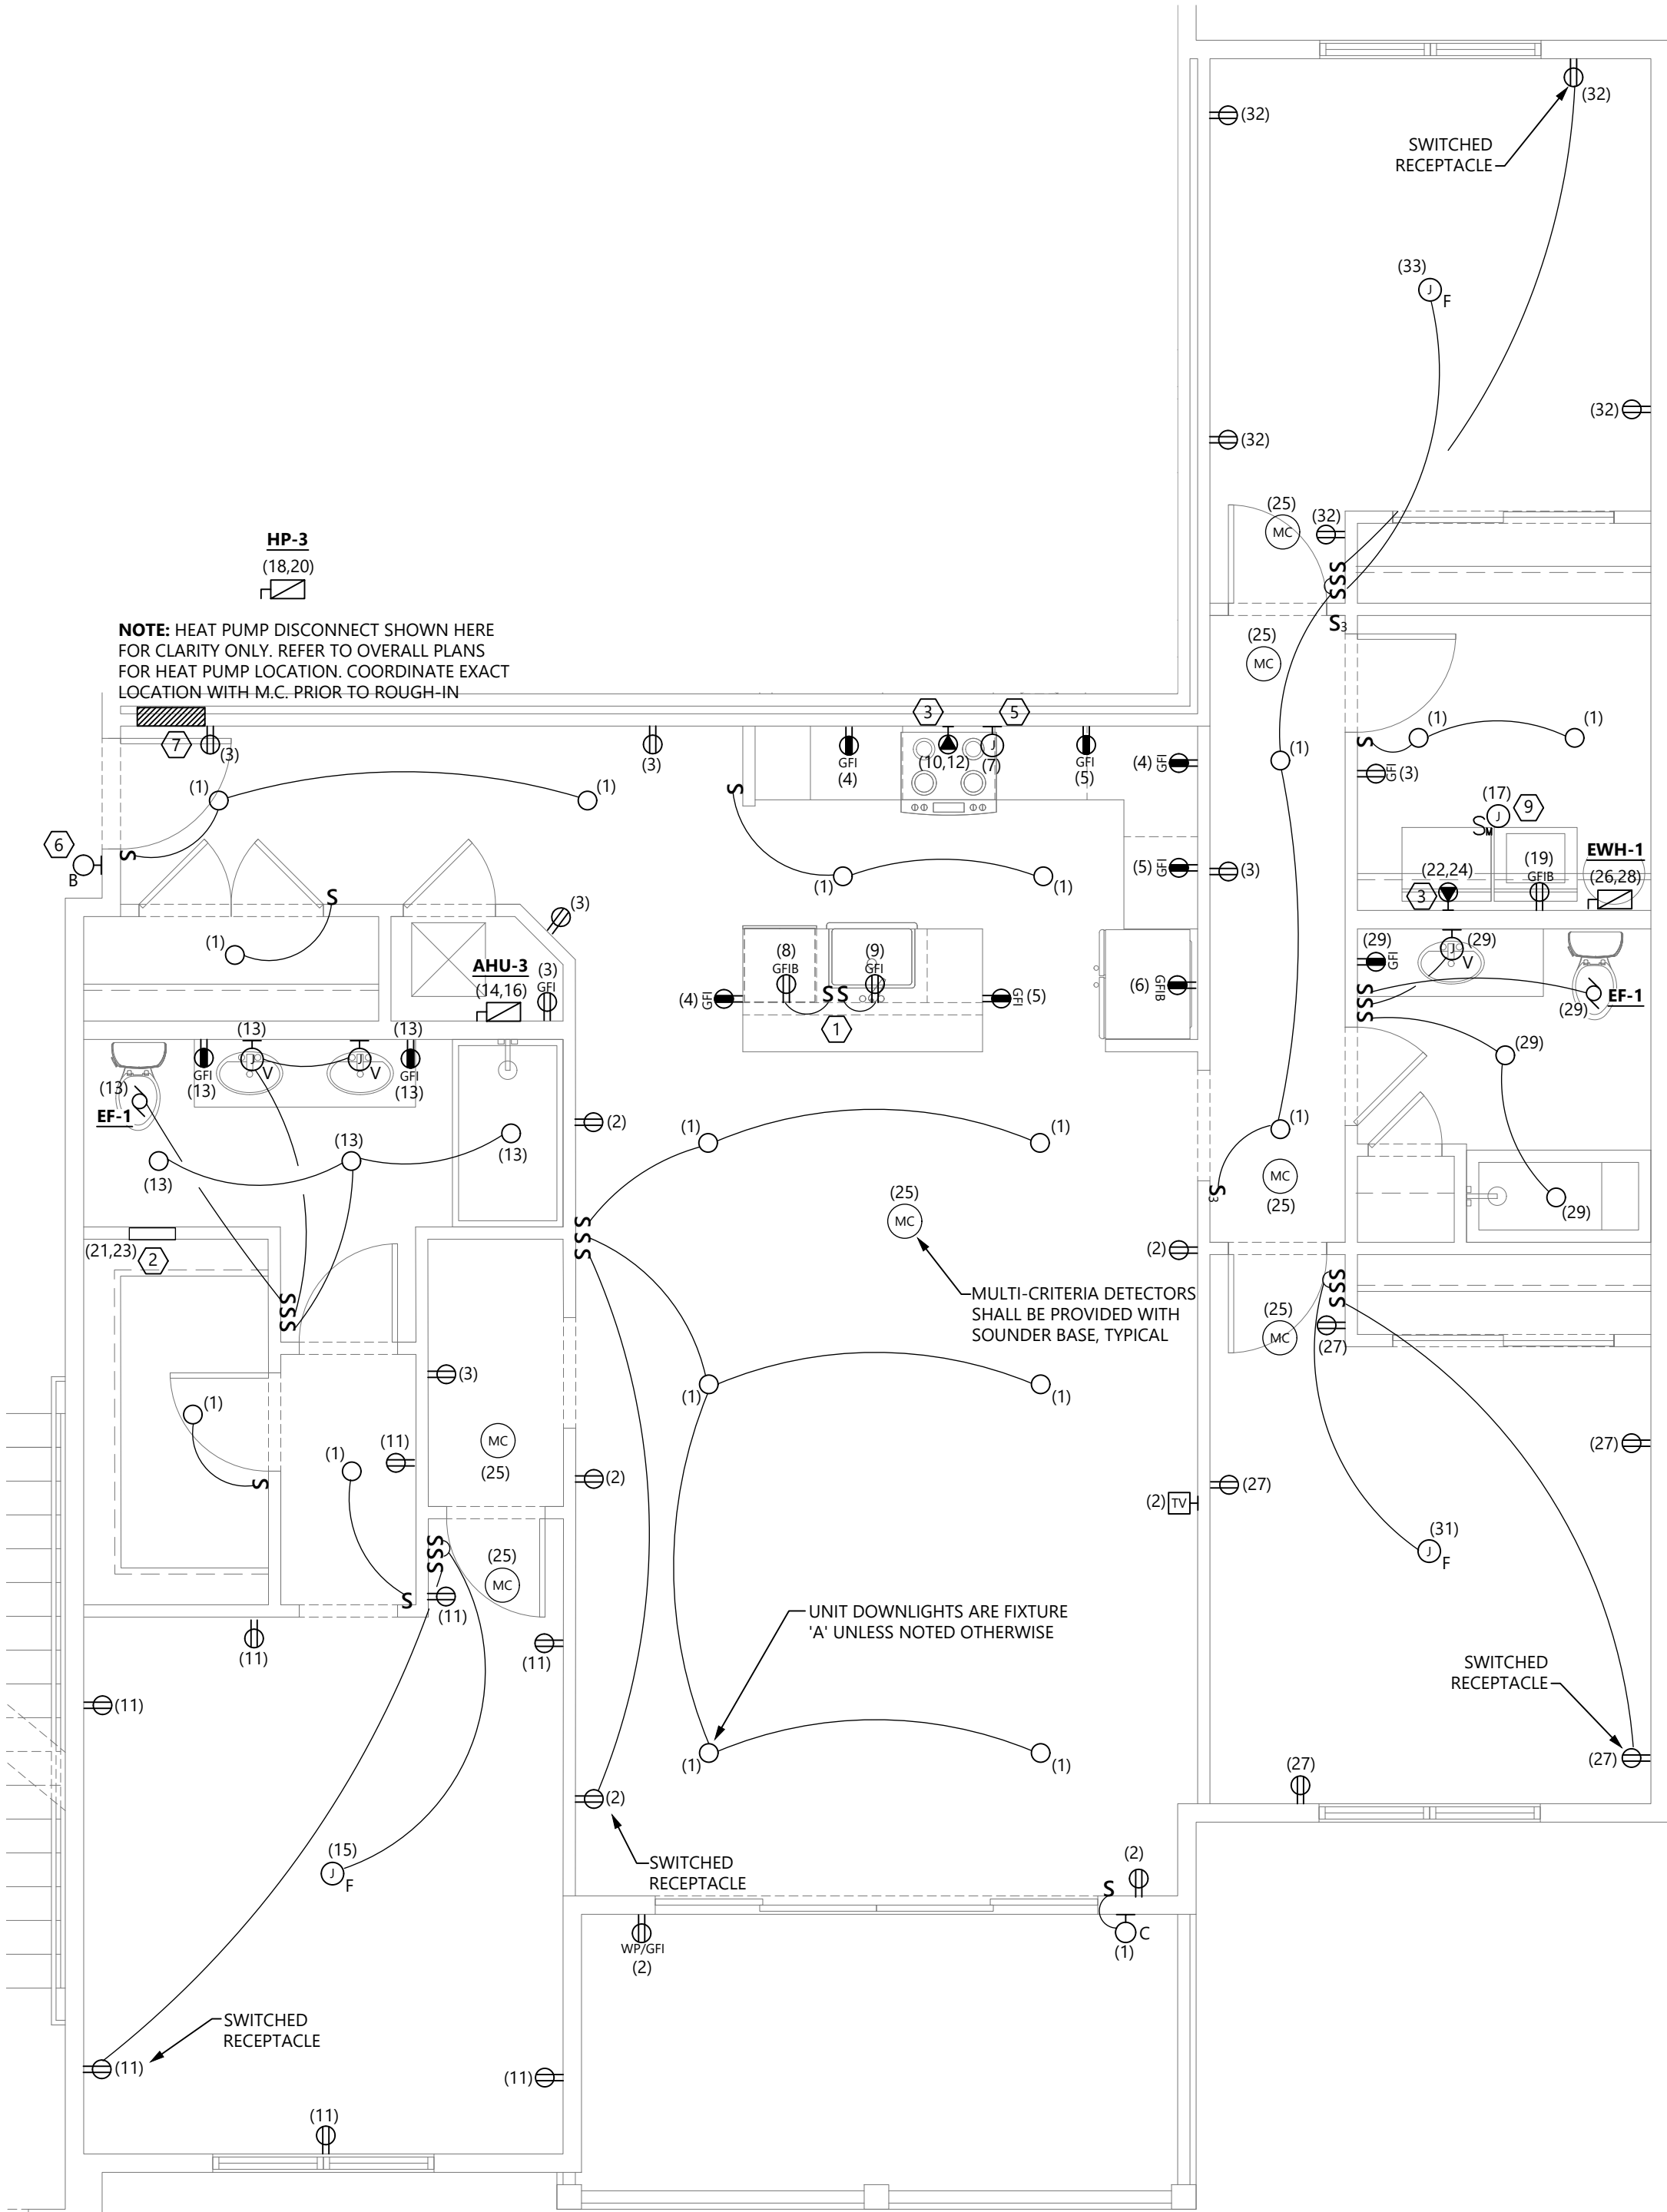 (32)
(32)
SWITCHED
RECEPTACLE
(33)
J
F
(32)
(32)
(25)
MC
(32)
SSS
S3
(25)
MC
HP-3
(18,20)
NOTE: HEAT PUMP DISCONNECT SHOWN HERE
FOR CLARITY ONLY. REFER TO OVERALL PLANS
FOR HEAT PUMP LOCATION. COORDINATE EXACT
LOCATION WITH M.C. PRIOR TO ROUGH-IN
7
(3)
(3)
GFI
(4)
3
(10,12)
5
J
(7)
GFI
(5)
(4)
GFI
(1)
(1)
(1)
S
(1)
(1)
S
GFI
(3)
6
B
S
S
(1)
(1)
(5)
GFI
(3)
(17)
J
9
SM
(22,24)
3
(19)
GFIB
EWH-1
(26,28)
S
(1)
(3)
AHU-3
(14,16)
(3)
GFI
(8)
GFIB
(9)
GFI
SS
(4)
GFI
GFI
(5)
1
(6)
GFIB
(29)
GFI
J
(29)
V
SSS
(29)
EF-1
(29)
(13)
J
V
(13)
J
V
GFI
(13)
GFI
(13)
(13)
EF-1
(13)
(13)
(13)
(2)
(1)
(1)
(1)
MC
(25)
S3
(29)
SSS
(25)
MC
(2)
(21,23)
2
SSS
MULTI-CRITERIA DETECTORS
SHALL BE PROVIDED WITH
SOUNDER BASE, TYPICAL
SSS
(25)
MC
(27)
(3)
(1)
(1)
(1)
S
(1)
(11)
MC
(25)
(2)
(2)
TV
(27)
(27)
(31)
J
F
SSS
(25)
MC
S
(11)
(11)
(11)
UNIT DOWNLIGHTS ARE FIXTURE
'A' UNLESS NOTED OTHERWISE
(11)
SWITCHED
RECEPTACLE
(1)
(1)
(27)
(27)
(2)
(15)
J
F
SWITCHED
RECEPTACLE
(2)
S
WP/GFI
(2)
C
(1)
SWITCHED
RECEPTACLE
(11)
(11)
(11)